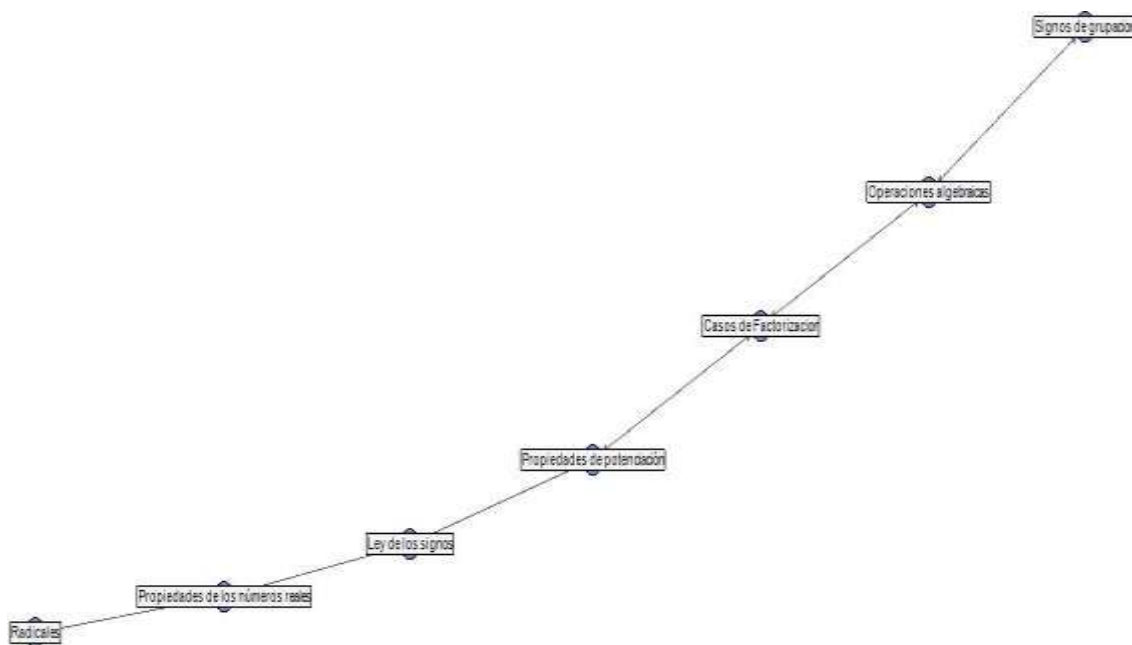 Signos de grupacion
Operaciones algebraicas
Casos de Factorizacion
Propiedades de potenciación
Ley de los signos
Propiedades de los números reales
Radicales